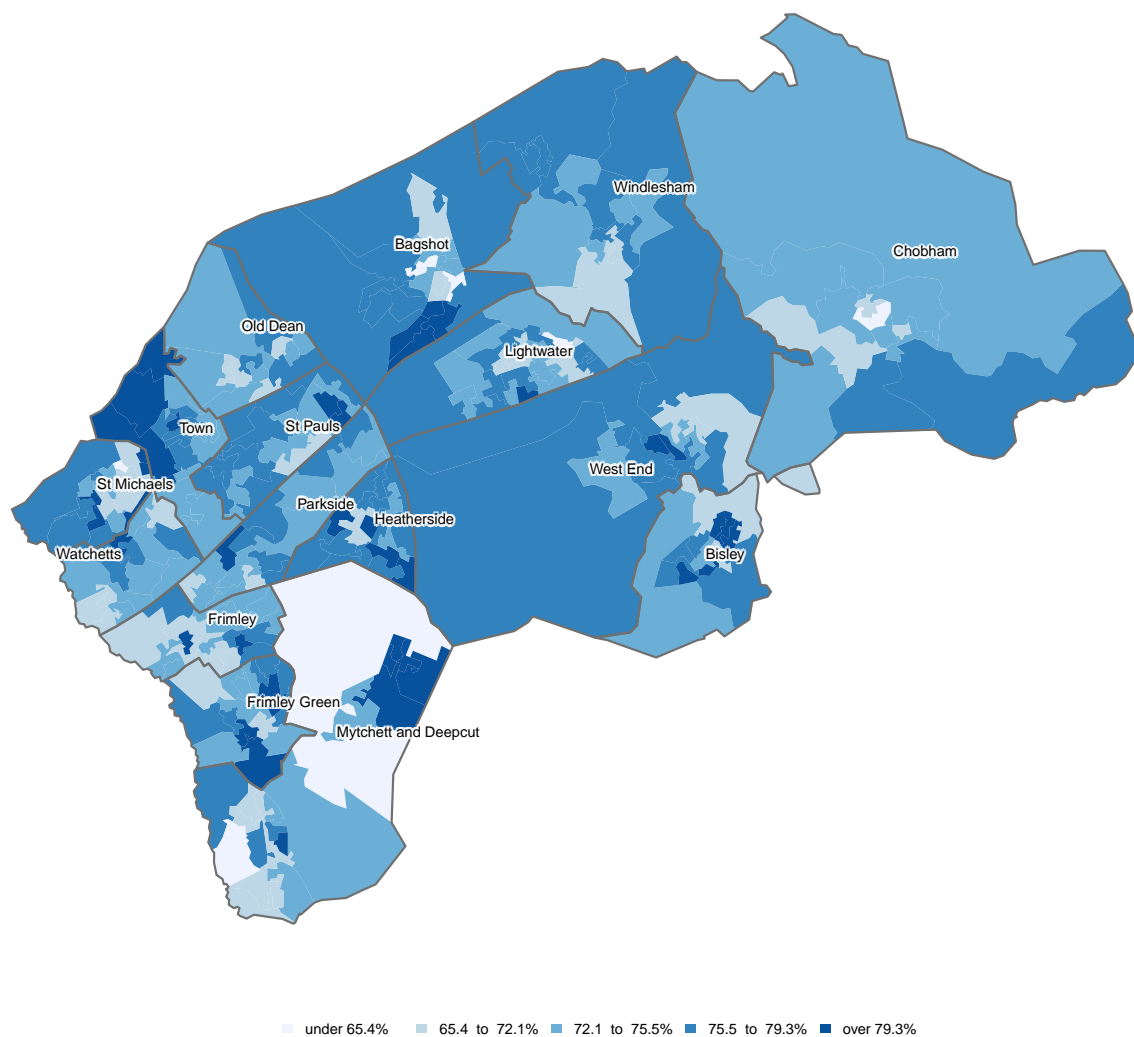 Windlesham
Bagshot
Chobham
Old Dean
Lightwater
Town
St Pauls
West End
St Michaels
Parkside
Heatherside
Watchetts
Bisley
Frimley
Frimley Green
Mytchett and Deepcut
under 65.4% 65.4 to 72.1% 72.1 to 75.5% 75.5 to 79.3% over 79.3%